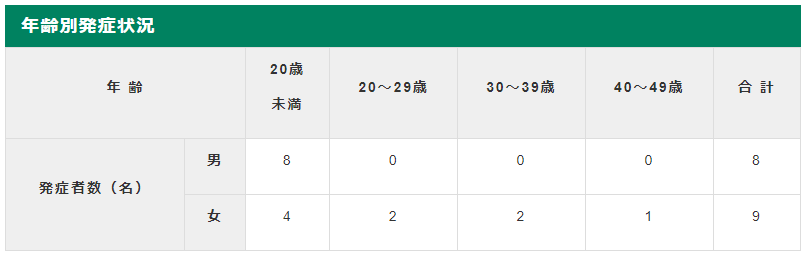 年齢別発症状況
年 齢 20歳未満 20～29歳 30～39歳 40～49歳 合 計
発症者数（名） 男 8 0 0 0 8
女 4 2 2 1 9